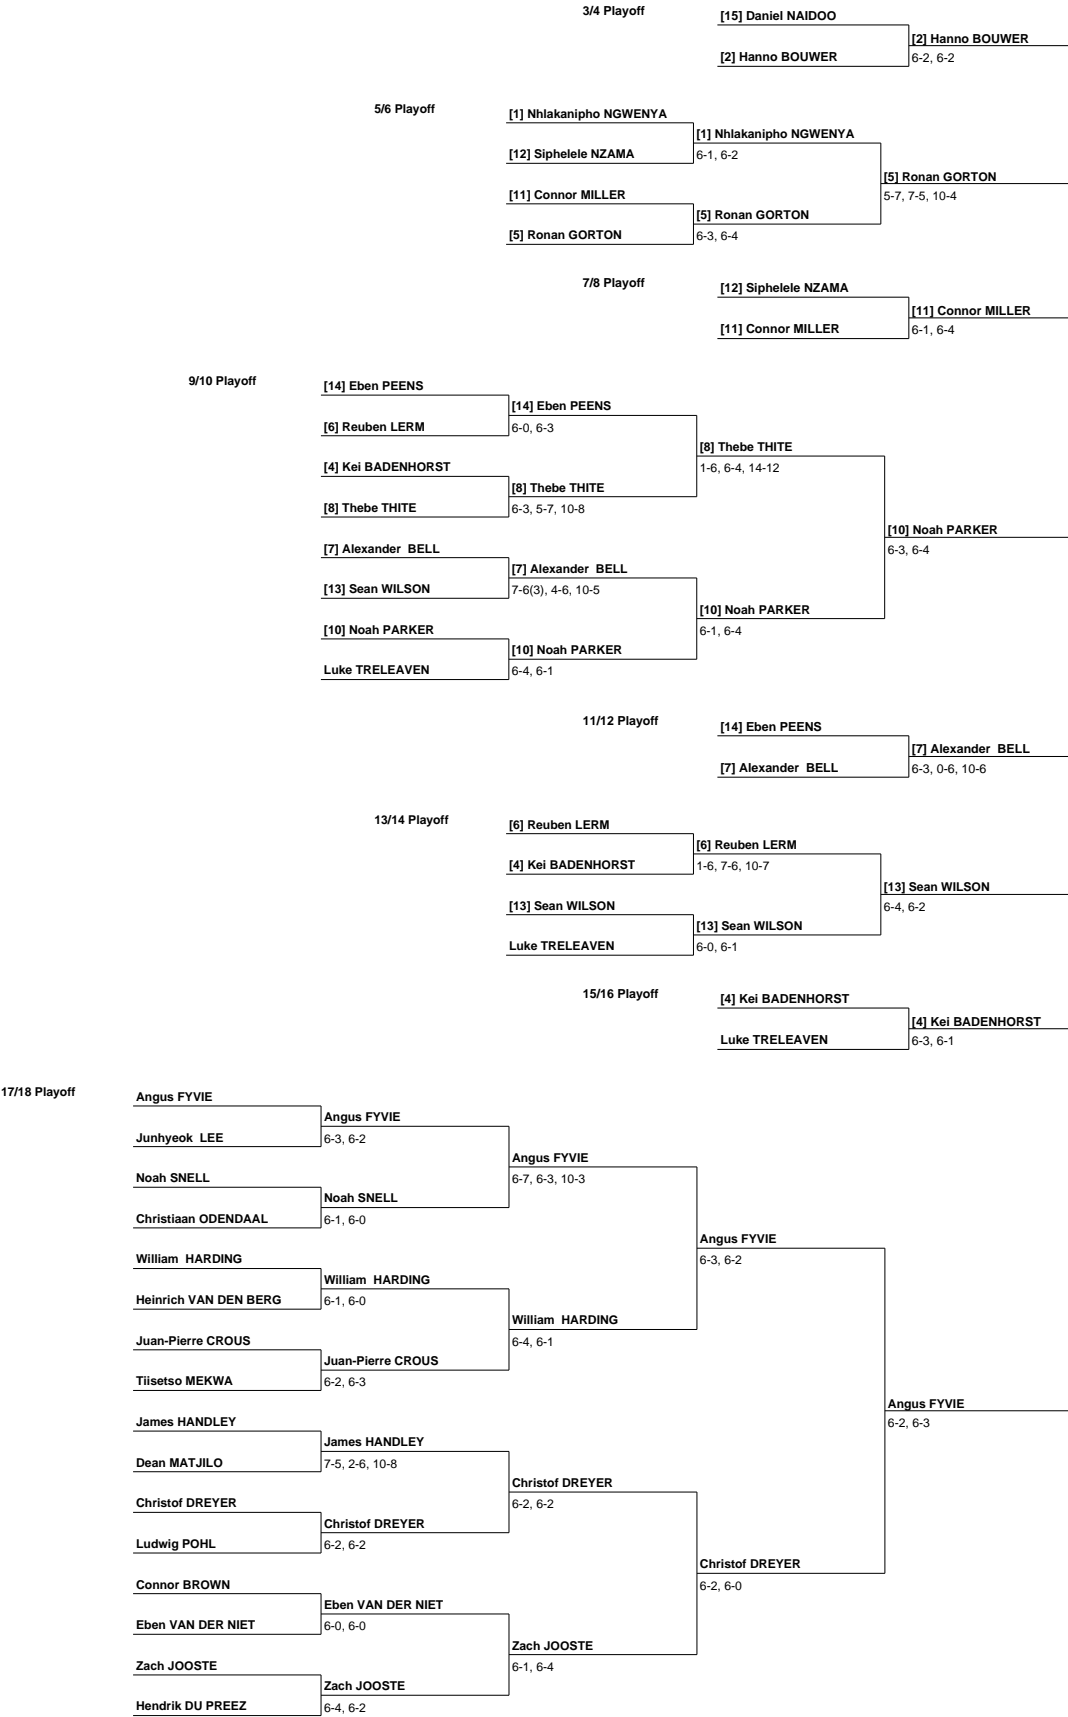 3/4 Playoff
[15] Daniel NAIDOO
[2] Hanno BOUWER
[2] Hanno BOUWER
6-2, 6-2
5/6 Playoff
[1] Nhlakanipho NGWENYA
[1] Nhlakanipho NGWENYA
[12] Siphelele NZAMA
6-1, 6-2
[5] Ronan GORTON
[11] Connor MILLER
5-7, 7-5, 10-4
[5] Ronan GORTON
[5] Ronan GORTON
6-3, 6-4
7/8 Playoff
[12] Siphelele NZAMA
[11] Connor MILLER
[11] Connor MILLER
6-1, 6-4
9/10 Playoff
[14] Eben PEENS
[14] Eben PEENS
[6] Reuben LERM
6-0, 6-3
[8] Thebe THITE
[4] Kei BADENHORST
1-6, 6-4, 14-12
[8] Thebe THITE
[8] Thebe THITE
6-3, 5-7, 10-8
[10] Noah PARKER
[7] Alexander  BELL
6-3, 6-4
[7] Alexander  BELL
[13] Sean WILSON
7-6(3), 4-6, 10-5
[10] Noah PARKER
[10] Noah PARKER
6-1, 6-4
[10] Noah PARKER
Luke TRELEAVEN
6-4, 6-1
11/12 Playoff
[14] Eben PEENS
[7] Alexander  BELL
[7] Alexander  BELL
6-3, 0-6, 10-6
13/14 Playoff
[6] Reuben LERM
[6] Reuben LERM
[4] Kei BADENHORST
1-6, 7-6, 10-7
[13] Sean WILSON
[13] Sean WILSON
6-4, 6-2
[13] Sean WILSON
Luke TRELEAVEN
6-0, 6-1
15/16 Playoff
[4] Kei BADENHORST
[4] Kei BADENHORST
Luke TRELEAVEN
6-3, 6-1
17/18 Playoff
Angus FYVIE
Angus FYVIE
Junhyeok  LEE
6-3, 6-2
Angus FYVIE
Noah SNELL
6-7, 6-3, 10-3
Noah SNELL
Christiaan ODENDAAL
6-1, 6-0
Angus FYVIE
William  HARDING
6-3, 6-2
William  HARDING
Heinrich VAN DEN BERG
6-1, 6-0
William  HARDING
Juan-Pierre CROUS
6-4, 6-1
Juan-Pierre CROUS
Tiisetso MEKWA
6-2, 6-3
Angus FYVIE
James HANDLEY
6-2, 6-3
James HANDLEY
Dean MATJILO
7-5, 2-6, 10-8
Christof DREYER
Christof DREYER
6-2, 6-2
Christof DREYER
Ludwig POHL
6-2, 6-2
Christof DREYER
Connor BROWN
6-2, 6-0
Eben VAN DER NIET
Eben VAN DER NIET
6-0, 6-0
Zach JOOSTE
Zach JOOSTE
6-1, 6-4
Zach JOOSTE
Hendrik DU PREEZ
6-4, 6-2